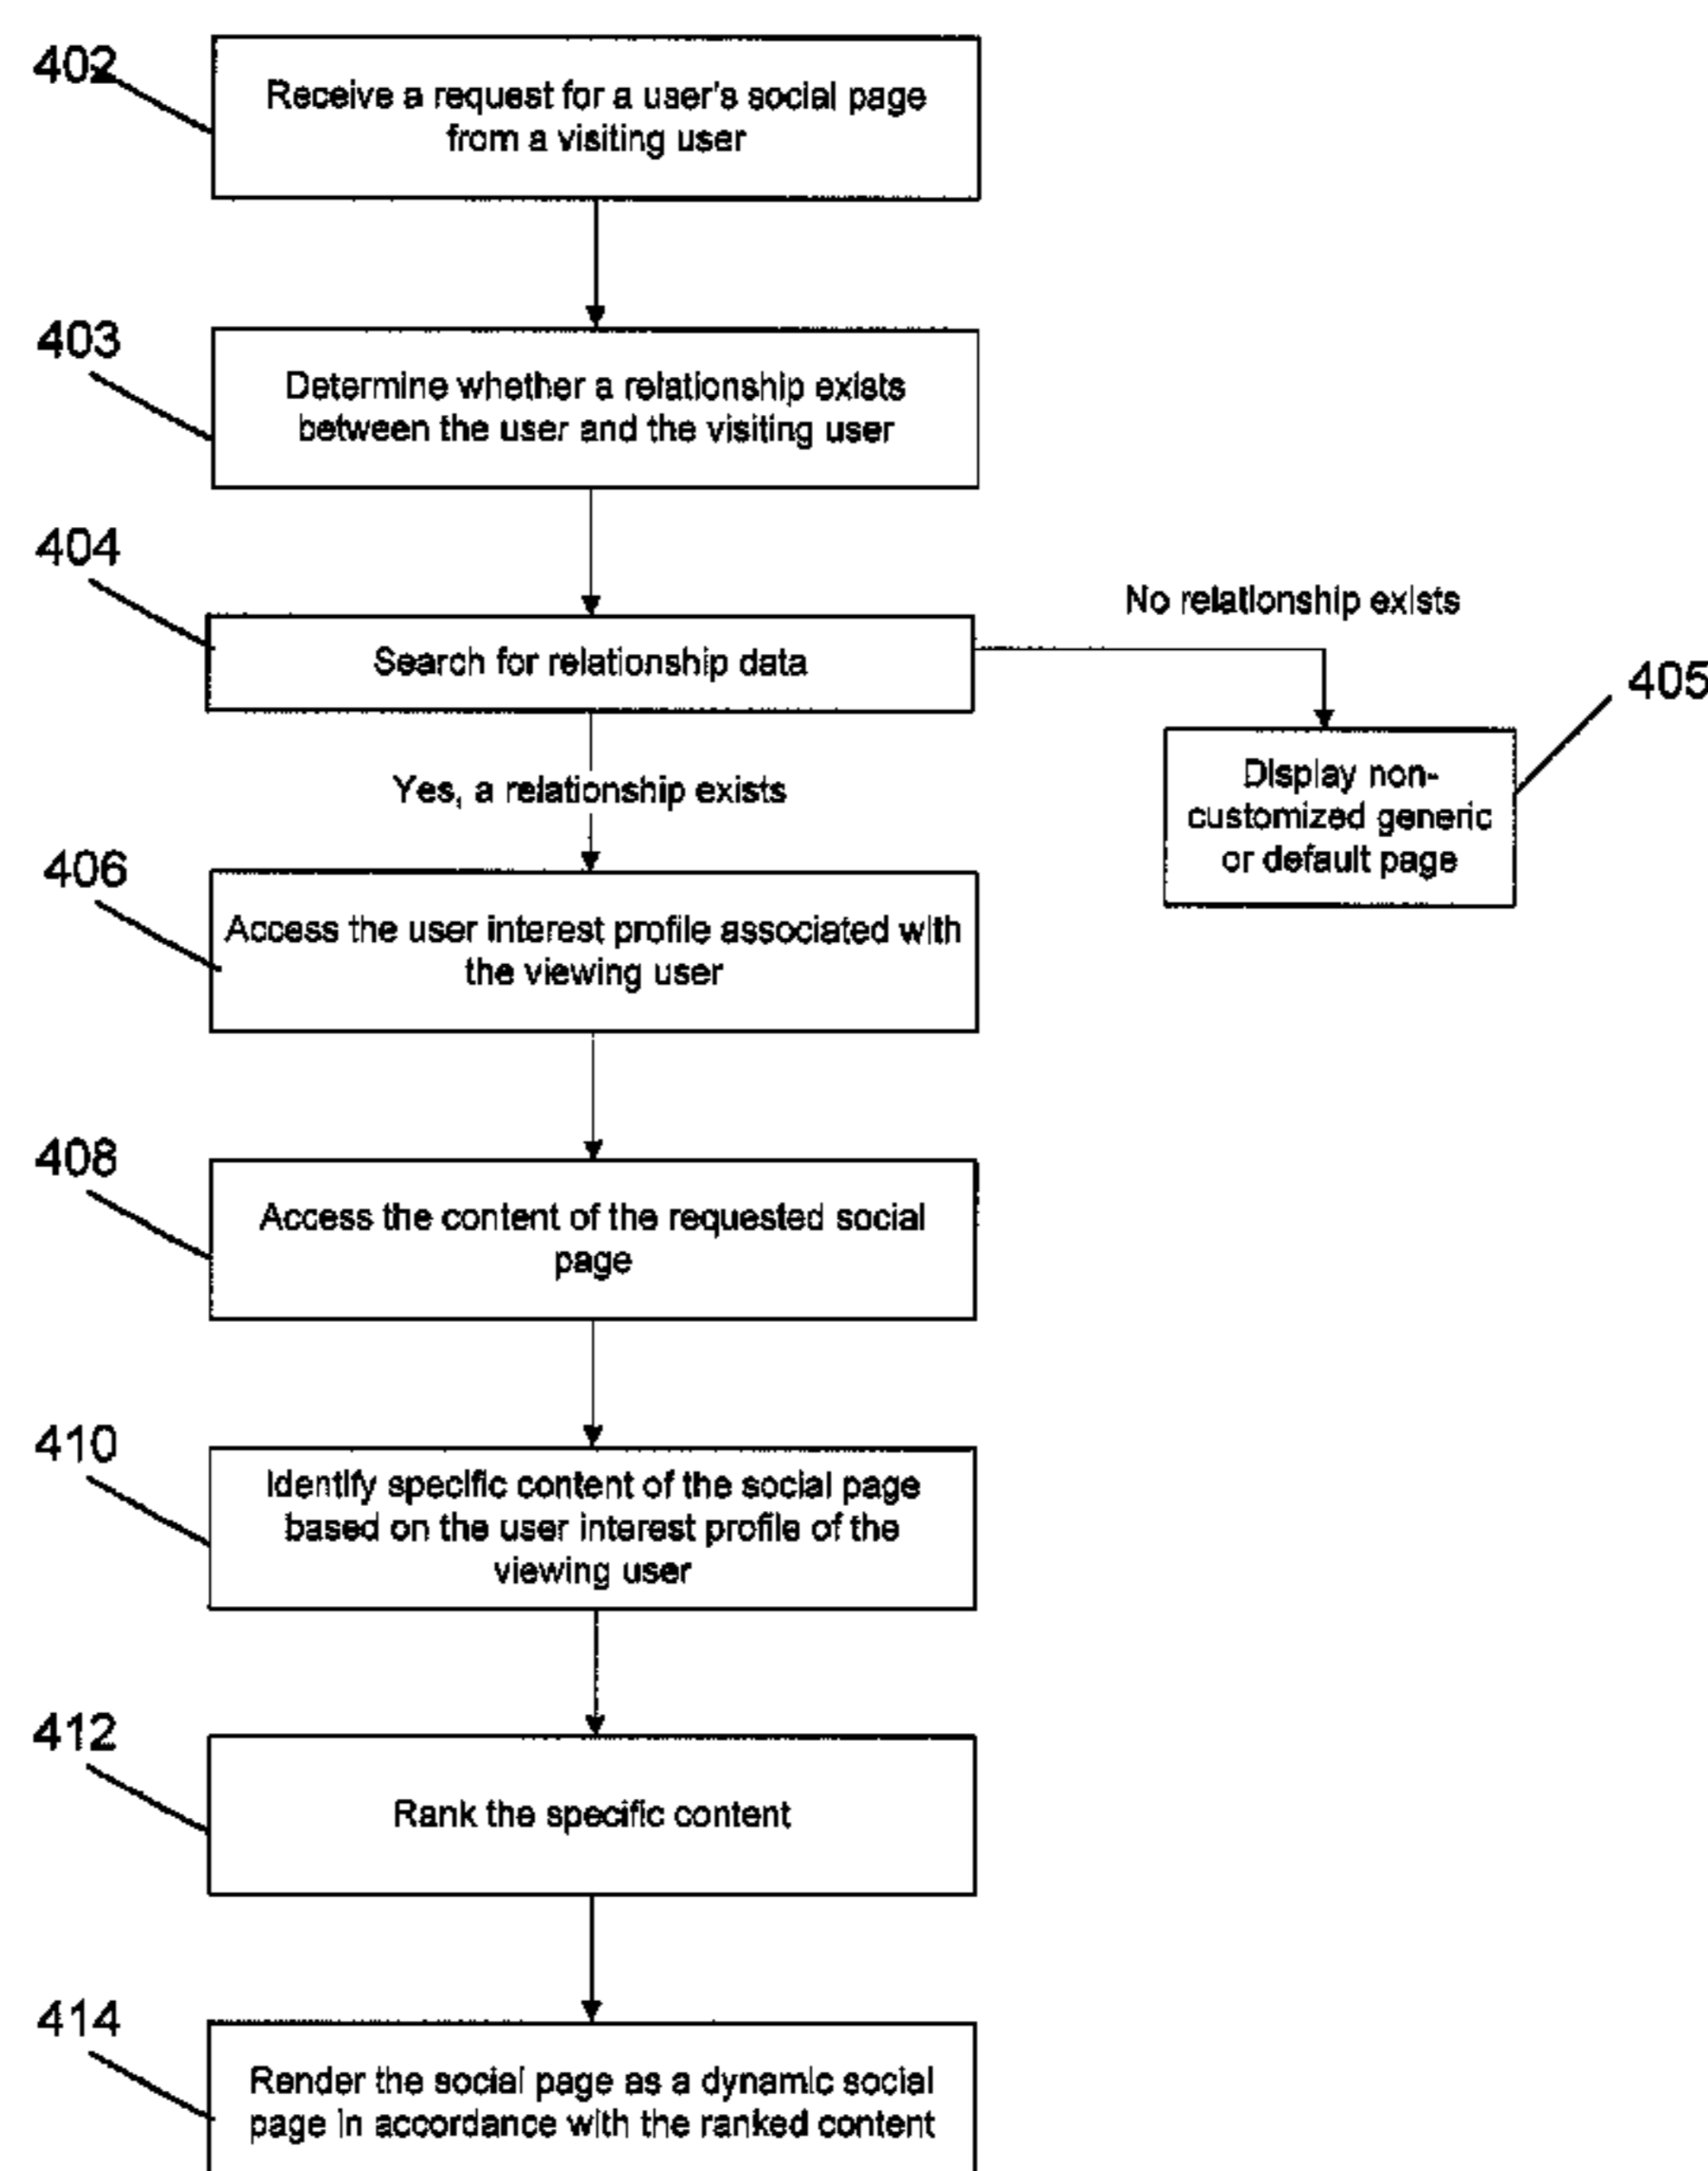 402
Receive a request for a user's social page
from a visiting user
403
Determine whether a relationship exists
between the user and the visiting user
404
Search for relationship data
No relationship exists
405
Display non-
customized generic
or default page
Yes, a relationship exists
406
Access the user interest profile associated with
the viewing user
408
Access the content of the requested social
page
410
Identify specific content of the social page
based on the user interest profile of the
viewing user
412
Rank the specific content
414
Render the social page as a dynamic social
page in accordance with the ranked content